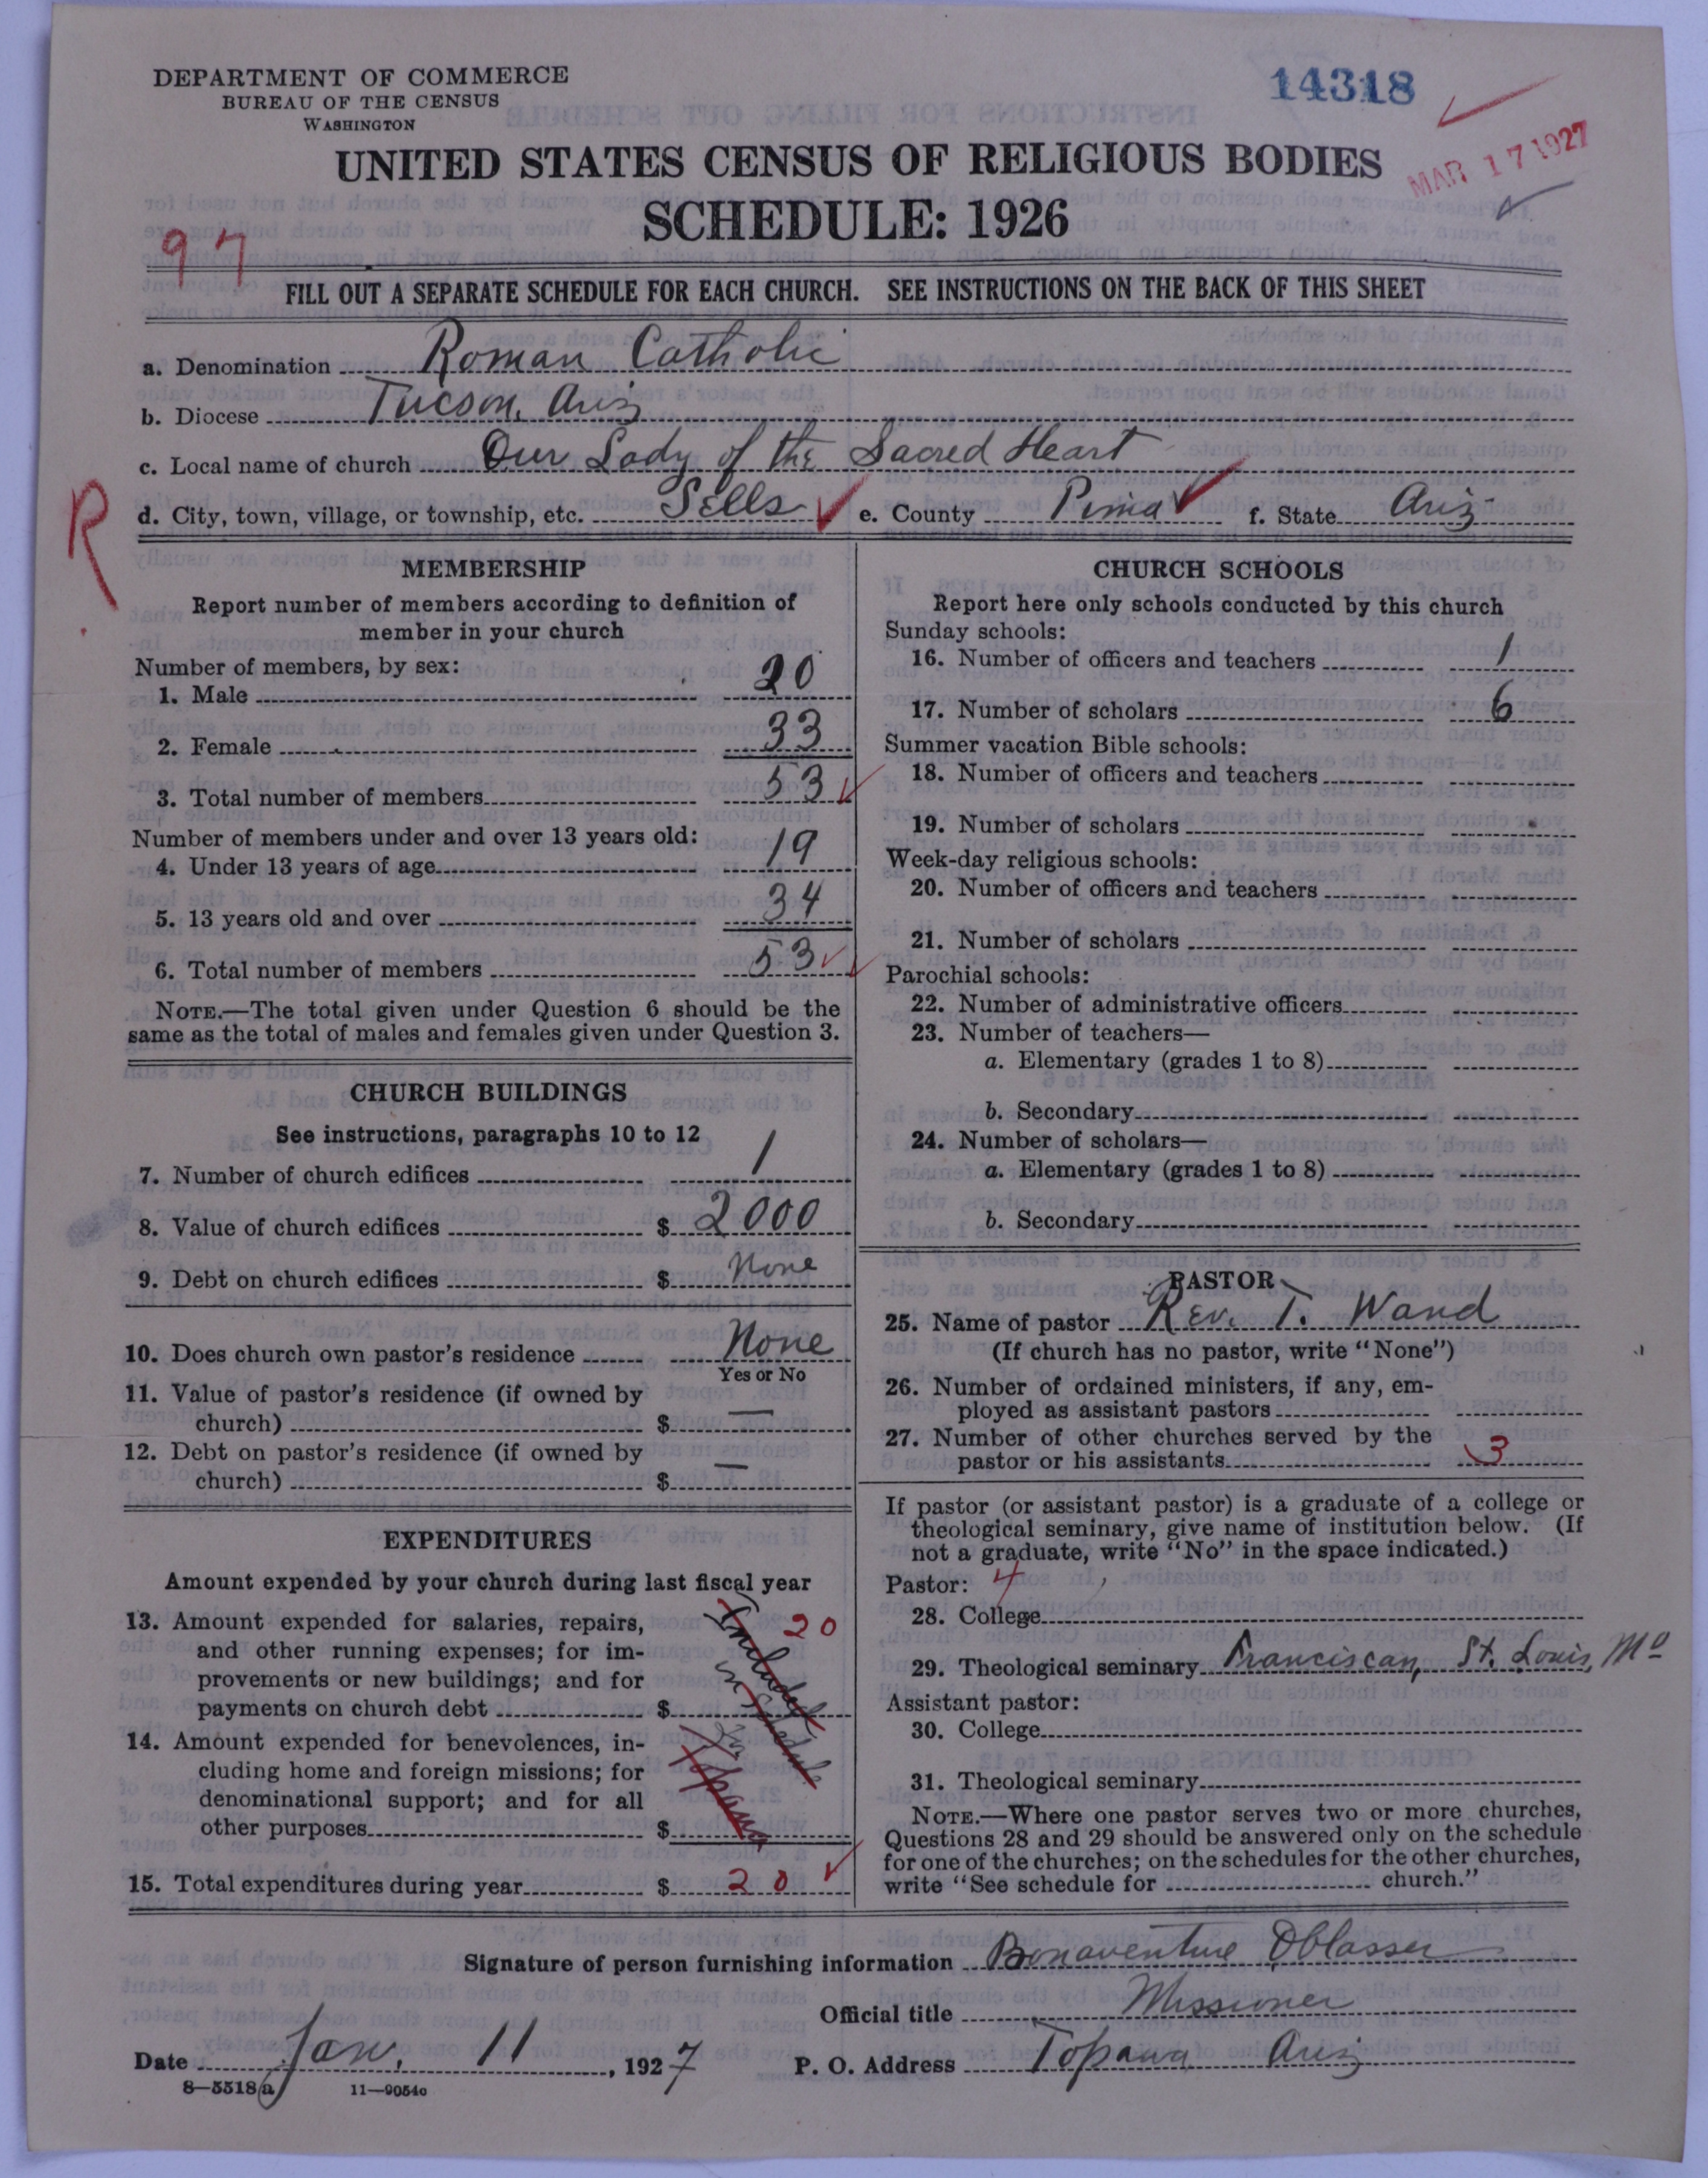 DEPARTMENT OF COMMERCE
BUREAU OF THE CENSUS
WASHINGTON
14318
MAR 17 1927
UNITED STATES CENSUS OF RELIGIOUS BODIES
SCHEDULE: 1926
97
FILL OUT A SEPARATE SCHEDULE FOR EACH CHURCH. SEE INSTRUCTIONS ON THE BACK OF THIS SHEET
a. Denomination Roman Catholic
b. Diocese Tucson, Ariz
c. Local name of church Our Lady of the Sacred Heart
R
d. City, town, village, or township, etc. Sells e. County Pima f. State Ariz
MEMBERSHIP
Report number of members according to definition of
member in your church
Number of members, by sex:
1. Male 20
2. Female 33
3. Total number of members 53
Number of members under and over 13 years old:
4. Under 13 years of age 19
5. 13 years old and over 34
6. Total number of members 53
NOTE.—The total given under Question 6 should be the
same as the total of males and females given under Question 3.
CHURCH BUILDINGS
See instructions, paragraphs 10 to 12
7. Number of church edifices 1
8. Value of church edifices $ 2000
9. Debt on church edifices $ None
10. Does church own pastor's residence None
Yes or No
11. Value of pastor's residence (if owned by
church) $ —
12. Debt on pastor's residence (if owned by
church) $ —
EXPENDITURES
Amount expended by your church during last fiscal year
13. Amount expended for salaries, repairs,
and other running expenses; for im-
provements or new buildings; and for
payments on church debt $ 20
Included in schedule for Topawa
14. Amount expended for benevolences, in-
cluding home and foreign missions; for
denominational support; and for all
other purposes $
15. Total expenditures during year $ 20
CHURCH SCHOOLS
Report here only schools conducted by this church
Sunday schools:
16. Number of officers and teachers 1
17. Number of scholars 6
Summer vacation Bible schools:
18. Number of officers and teachers
19. Number of scholars
Week-day religious schools:
20. Number of officers and teachers
21. Number of scholars
Parochial schools:
22. Number of administrative officers
23. Number of teachers—
a. Elementary (grades 1 to 8)
b. Secondary
24. Number of scholars—
a. Elementary (grades 1 to 8)
b. Secondary
PASTOR
25. Name of pastor Rev. T. Wand
(If church has no pastor, write "None")
26. Number of ordained ministers, if any, em-
ployed as assistant pastors
27. Number of other churches served by the
pastor or his assistants 3
If pastor (or assistant pastor) is a graduate of a college or
theological seminary, give name of institution below. (If
not a graduate, write "No" in the space indicated.)
Pastor: 4
28. College
29. Theological seminary Franciscan, St. Louis, Mo
Assistant pastor:
30. College
31. Theological seminary
NOTE.—Where one pastor serves two or more churches,
Questions 28 and 29 should be answered only on the schedule
for one of the churches; on the schedules for the other churches,
write "See schedule for church."
Signature of person furnishing information Bonaventure Oblasser
Official title Missioner
Date Jan. 11, 1927 P. O. Address Topawa Ariz
8—5518a 11—9054c